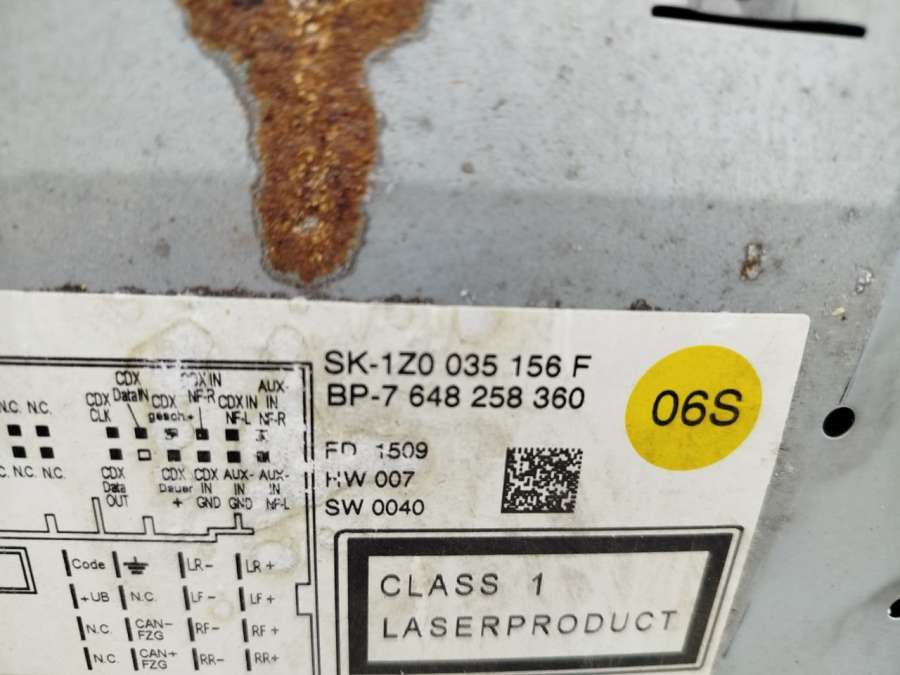 SK-1Z0 035 156 F
BP-7 648 258 360
06S
FD 1509
HW 007
SW 0040
CLASS 1
LASERPRODUCT
N.C. N.C.
CDX CLK
CDX DataIN
CDX gesch.+
CDX IN NF-R
CDX IN NF-L
AUX-IN NF-R
N.C. N.C.
CDX Data OUT
CDX Dauer +
CDX IN GND
AUX-IN GND
AUX-IN NF-L
Code LR- LR+
+UB N.C. LF- LF+
N.C. CAN-FZG RF- RF+
N.C. CAN+FZG RR- RR+